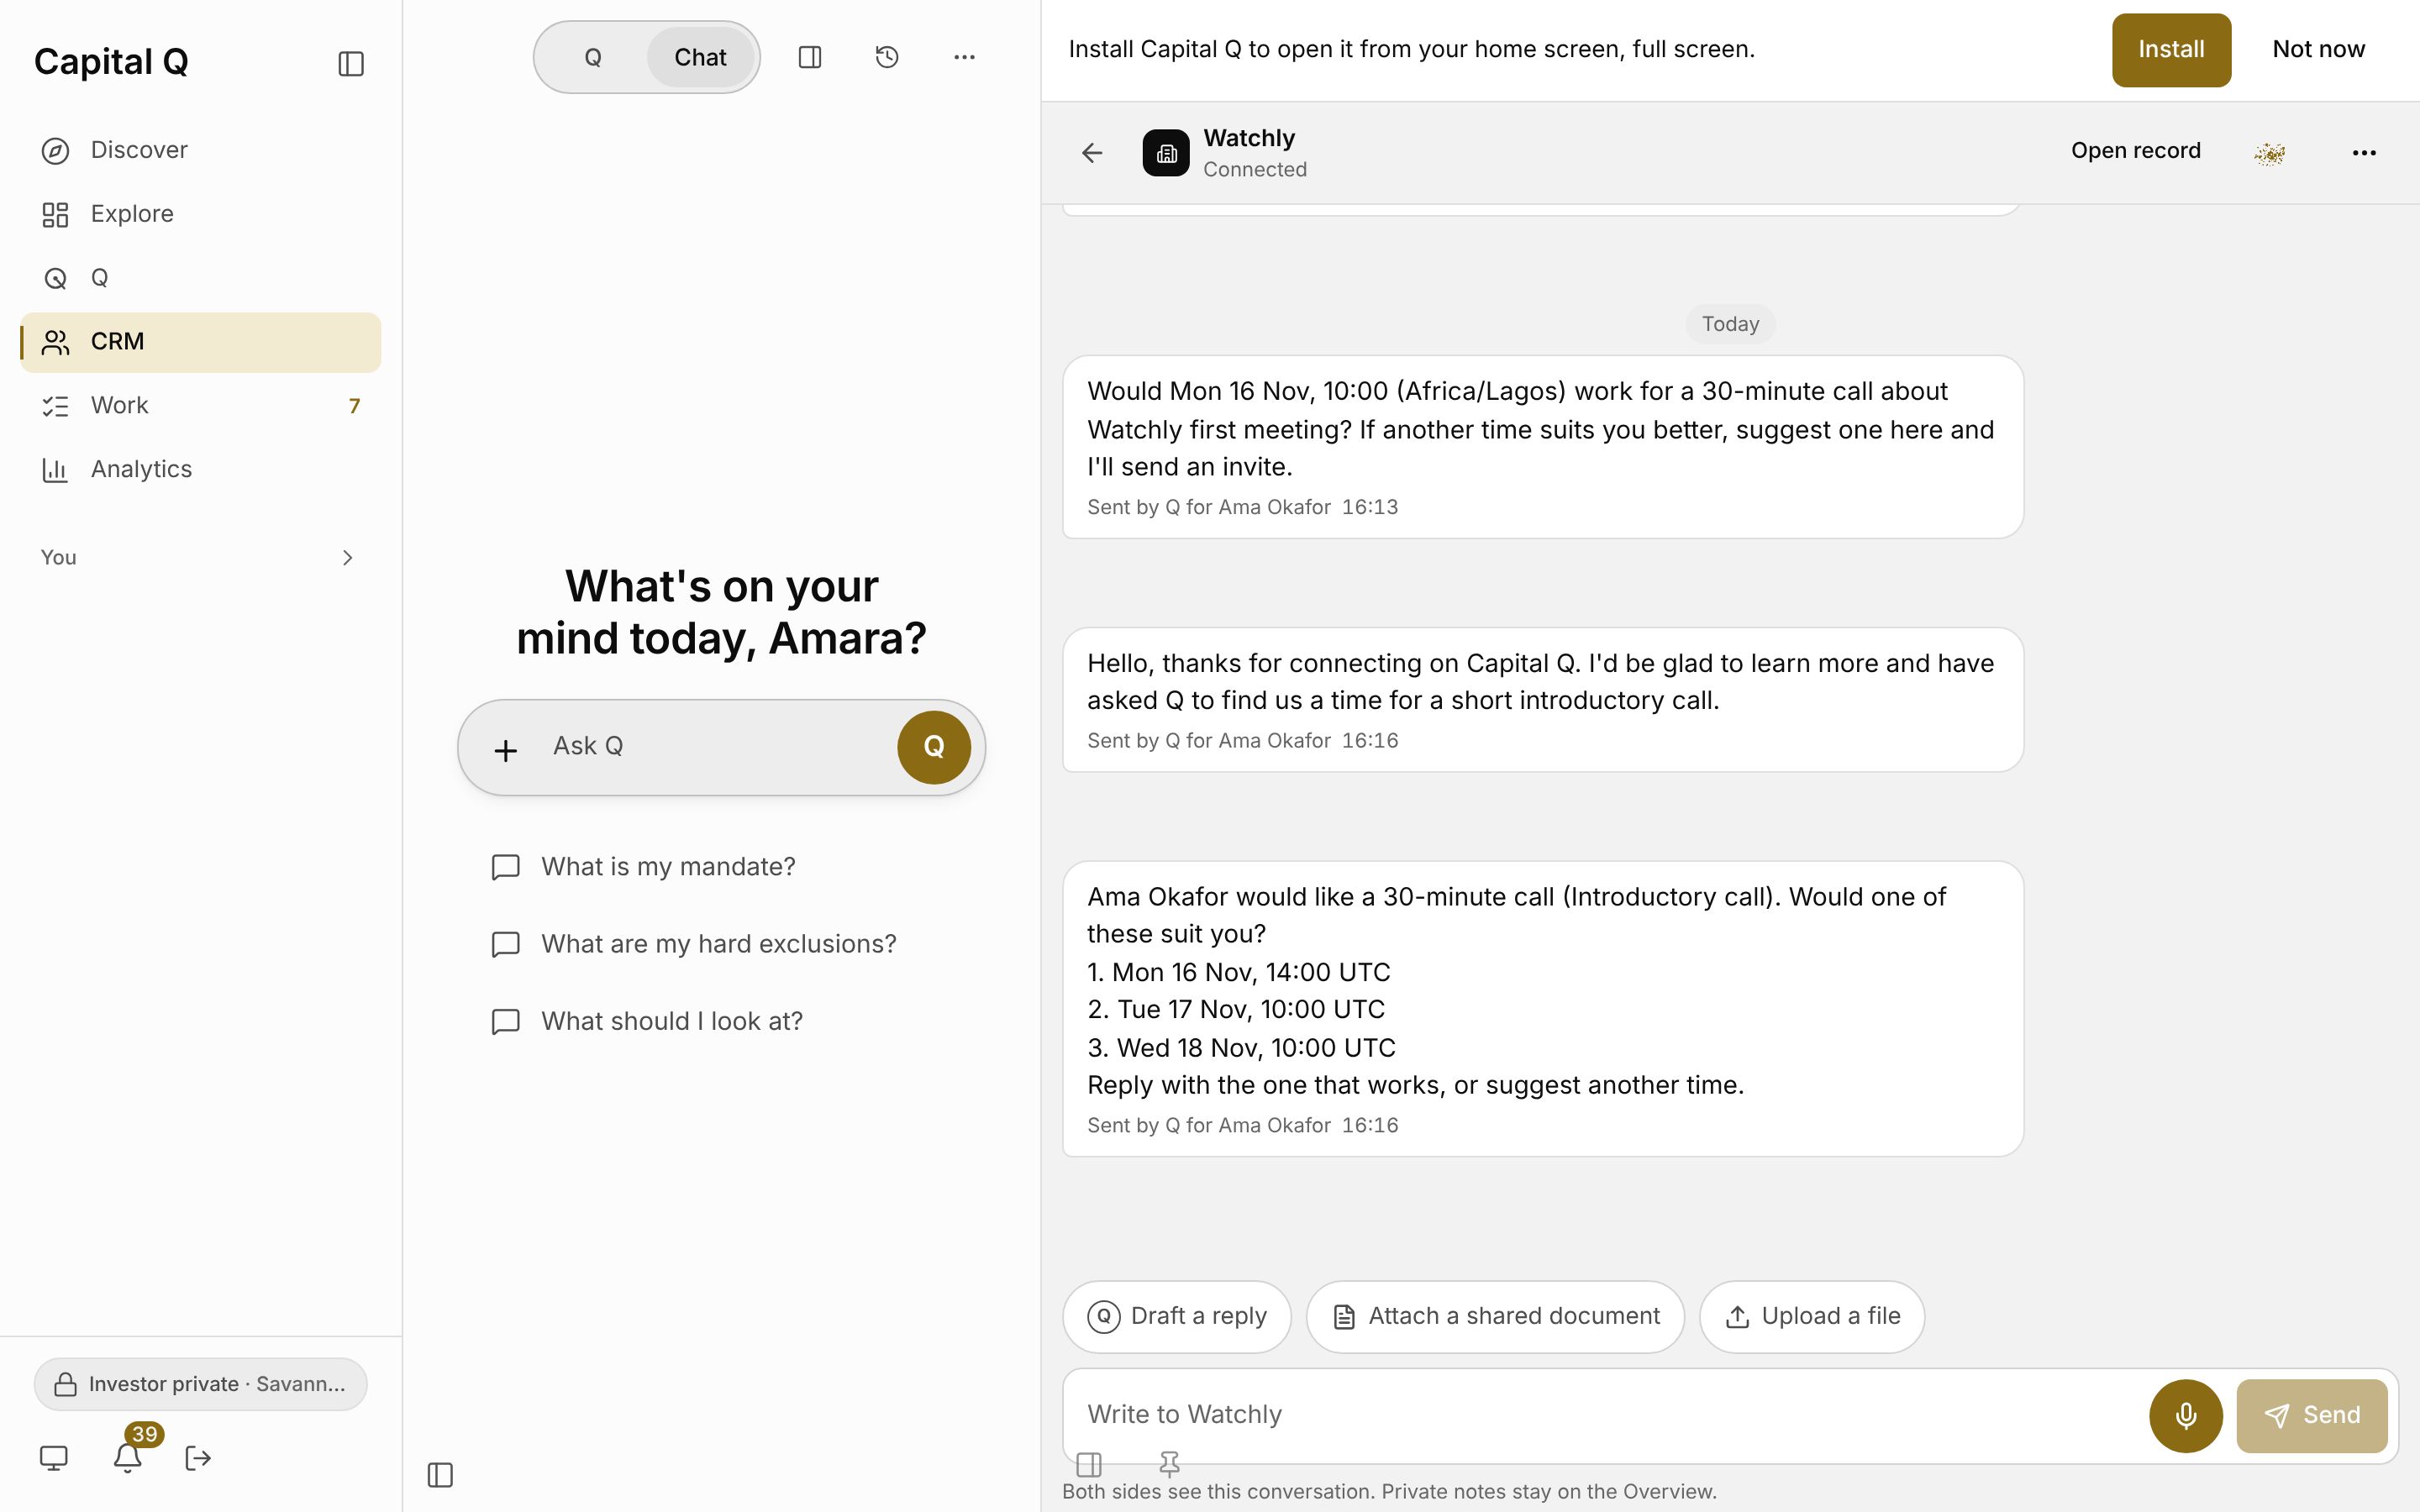 Capital Q
Discover
Explore
Q
CRM
Work 7
Analytics
You
Investor private · Savann...
39
Q Chat
What's on your
mind today, Amara?
Ask Q
Q
What is my mandate?
What are my hard exclusions?
What should I look at?
Install Capital Q to open it from your home screen, full screen.
Install
Not now
Watchly
Connected
Open record
Today
Would Mon 16 Nov, 10:00 (Africa/Lagos) work for a 30-minute call about
Watchly first meeting? If another time suits you better, suggest one here and
I'll send an invite.
Sent by Q for Ama Okafor 16:13
Hello, thanks for connecting on Capital Q. I'd be glad to learn more and have
asked Q to find us a time for a short introductory call.
Sent by Q for Ama Okafor 16:16
Ama Okafor would like a 30-minute call (Introductory call). Would one of
these suit you?
1. Mon 16 Nov, 14:00 UTC
2. Tue 17 Nov, 10:00 UTC
3. Wed 18 Nov, 10:00 UTC
Reply with the one that works, or suggest another time.
Sent by Q for Ama Okafor 16:16
Q Draft a reply
Attach a shared document
Upload a file
Write to Watchly
Send
Both sides see this conversation. Private notes stay on the Overview.